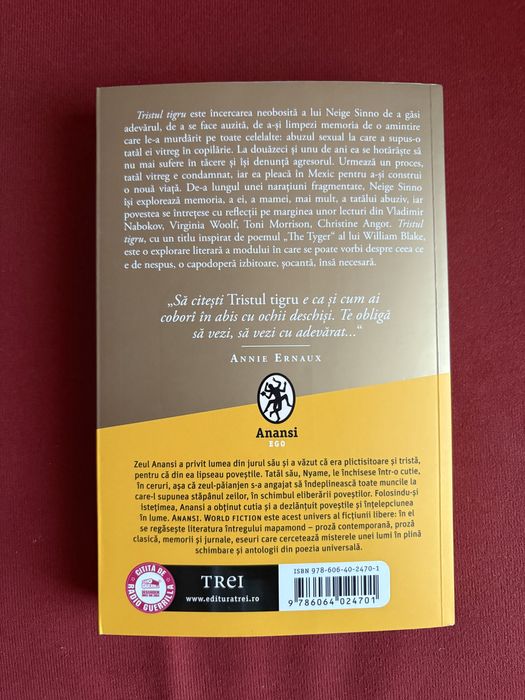 Tristul tigru este încercarea neobosită a lui Neige Sinno de a găsi
adevărul, de a se face auzită, de a-și limpezi memoria de o amintire
care le-a murdărit pe toate celelalte: abuzul sexual la care a supus-o
tatăl ei vitreg în copilărie. La douăzeci și unu de ani ea se hotărăște să
nu mai sufere în tăcere și își denunță agresorul. Urmează un proces,
tatăl vitreg e condamnat, iar ea pleacă în Mexic pentru a-și construi
o nouă viață. De-a lungul unei narațiuni fragmentate, Neige Sinno
își explorează memoria, a ei, a mamei, mai mult, a tatălui abuziv, iar
povestea se întrețese cu reflecții pe marginea unor lecturi din Vladimir
Nabokov, Virginia Woolf, Toni Morrison, Christine Angot. Tristul
tigru, cu un titlu inspirat de poemul „The Tyger" al lui William Blake,
este o explorare literară a modului în care se poate vorbi despre ceea ce
e de nespus, o capodoperă izbitoare, șocantă, însă necesară.
„Să citești Tristul tigru e ca și cum ai
coborî în abis cu ochii deschiși. Te obligă
să vezi, să vezi cu adevărat...“
Annie Ernaux
Anansi
EGO
Zeul Anansi a privit lumea din jurul său și a văzut că era plictisitoare și tristă,
pentru că din ea lipseau poveștile. Tatăl său, Nyame, le închisese într-o cutie,
în ceruri, așa că zeul-păianjen s-a angajat să îndeplinească toate muncile la
care-l supunea stăpânul zeilor, în schimbul eliberării poveștilor. Folosindu-și
istețimea, Anansi a obținut cutia și a dezlănțuit poveștile și înțelepciunea
în lume. Anansi. World Fiction este acest univers al ficțiunii libere: în el
se regăsește literatura întregului mapamond – proză contemporană, proză
clasică, memorii și jurnale, eseuri care cercetează misterele unei lumi în plină
schimbare și antologii din poezia universală.
CITITĂ DE
RADIO GUERRILLA
TREI
www.edituratrei.ro
ISBN 978-606-40-2470-1
9 786064 024701